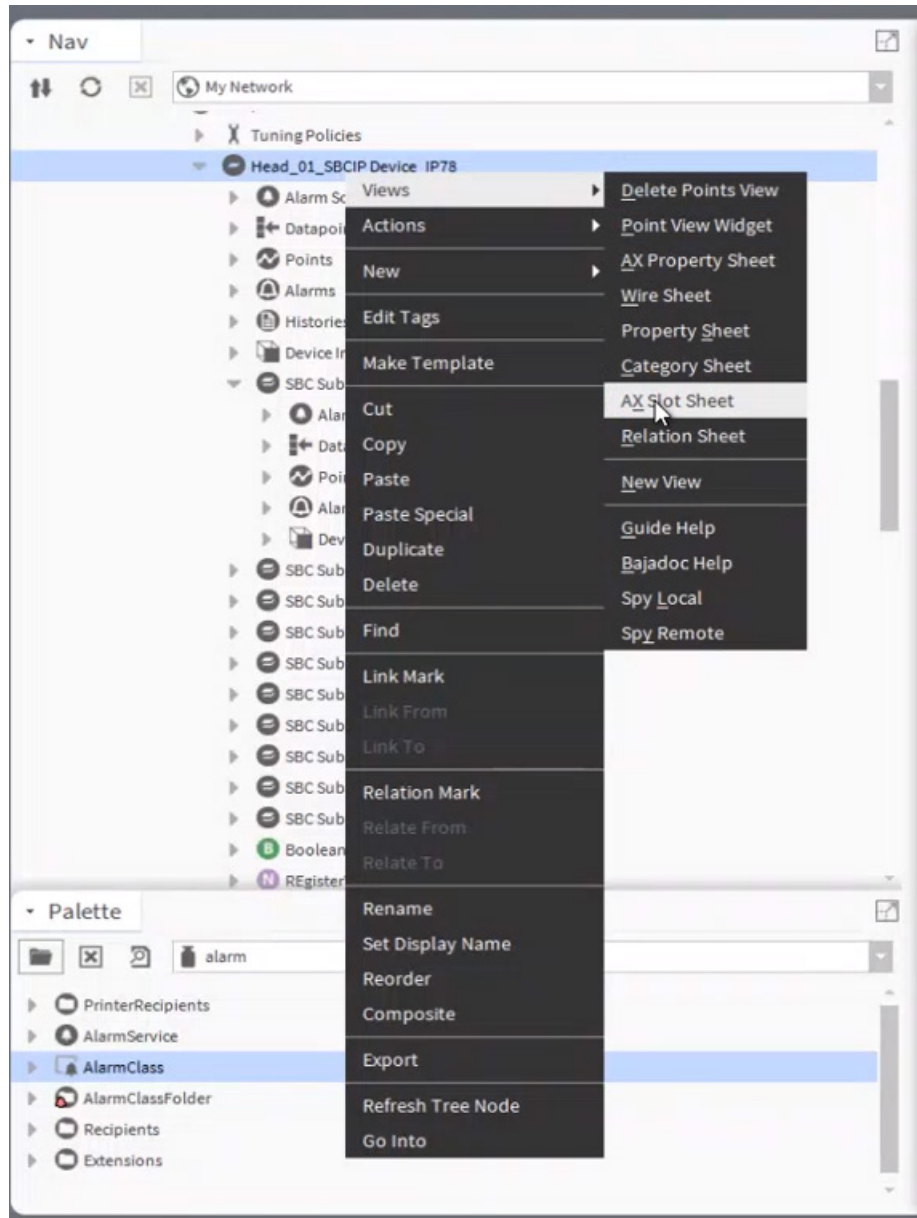 Nav
My Network
Tuning Policies
Head_01_SBCIP Device IP78
Alarm So
Datapoi
Points
Alarms
Histories
Device In
SBC Sub
Alar
Data
Poi
Alar
Dev
SBC Sub
SBC Sub
SBC Sub
SBC Sub
SBC Sub
SBC Sub
SBC Sub
SBC Sub
SBC Sub
Boolean
REgister
Views
Actions
New
Edit Tags
Make Template
Cut
Copy
Paste
Paste Special
Duplicate
Delete
Find
Link Mark
Link From
Link To
Relation Mark
Relate From
Relate To
Rename
Set Display Name
Reorder
Composite
Export
Refresh Tree Node
Go Into
Delete Points View
Point View Widget
AX Property Sheet
Wire Sheet
Property Sheet
Category Sheet
AX Slot Sheet
Relation Sheet
New View
Guide Help
Bajadoc Help
Spy Local
Spy Remote
Palette
alarm
PrinterRecipients
AlarmService
AlarmClass
AlarmClassFolder
Recipients
Extensions